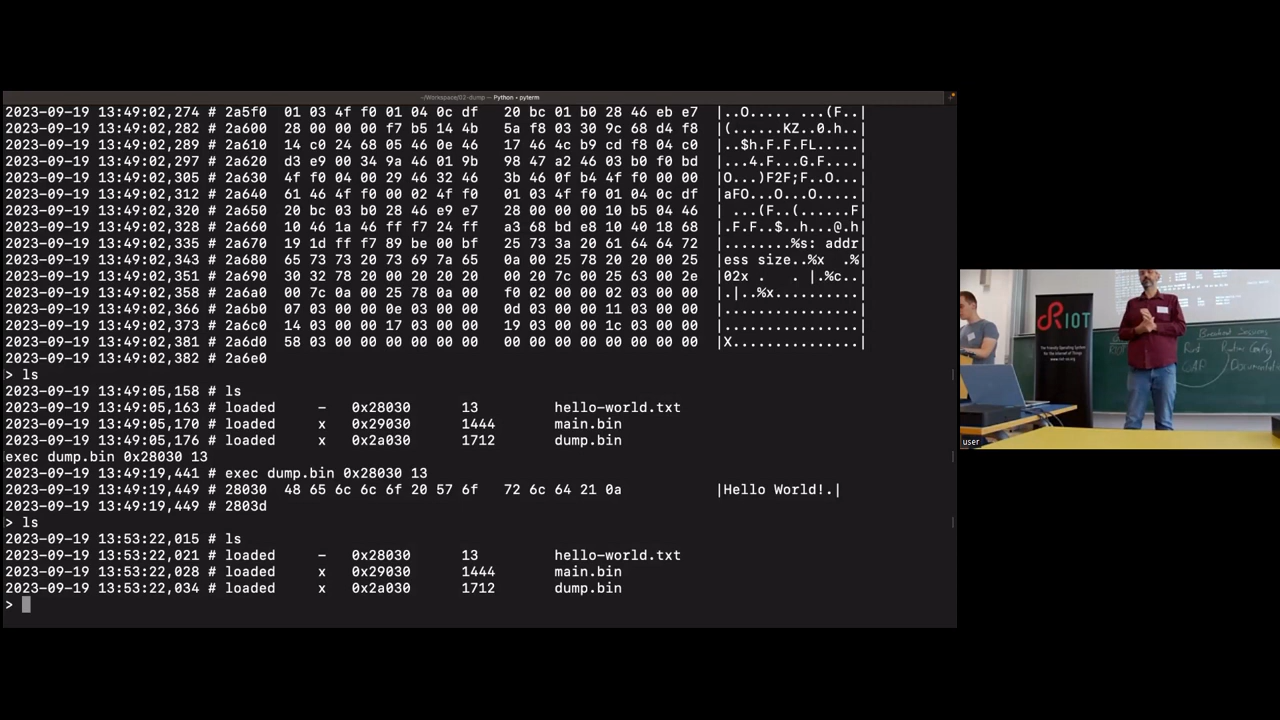 ~/Workspace/02-dump — Python • pyterm
2023-09-19 13:49:02,274 # 2a5f0  01 03 4f f0 01 04 0c df   20 bc 01 b0 28 46 eb e7  |..O..... ...(F..|
2023-09-19 13:49:02,282 # 2a600  28 00 00 00 f7 b5 14 4b   5a f8 03 30 9c 68 d4 f8  |(......KZ..0.h..|
2023-09-19 13:49:02,289 # 2a610  14 c0 24 68 05 46 0e 46   17 46 4c b9 cd f8 04 c0  |..$h.F.F.FL.....|
2023-09-19 13:49:02,297 # 2a620  d3 e9 00 34 9a 46 01 9b   98 47 a2 46 03 b0 f0 bd  |...4.F...G.F....|
2023-09-19 13:49:02,305 # 2a630  4f f0 04 00 29 46 32 46   3b 46 0f b4 4f f0 00 00  |O...)F2F;F..O...|
2023-09-19 13:49:02,312 # 2a640  61 46 4f f0 00 02 4f f0   01 03 4f f0 01 04 0c df  |aFO...O...O.....|
2023-09-19 13:49:02,320 # 2a650  20 bc 03 b0 28 46 e9 e7   28 00 00 00 10 b5 04 46  | ...(F..(......F|
2023-09-19 13:49:02,328 # 2a660  10 46 1a 46 ff f7 24 ff   a3 68 bd e8 10 40 18 68  |.F.F..$..h...@.h|
2023-09-19 13:49:02,335 # 2a670  19 1d ff f7 89 be 00 bf   25 73 3a 20 61 64 64 72  |........%s: addr|
2023-09-19 13:49:02,343 # 2a680  65 73 73 20 73 69 7a 65   0a 00 25 78 20 20 00 25  |ess size..%x  .%|
2023-09-19 13:49:02,351 # 2a690  30 32 78 20 00 20 20 20   00 20 7c 00 25 63 00 2e  |02x .   . |.%c..|
2023-09-19 13:49:02,358 # 2a6a0  00 7c 0a 00 25 78 0a 00   f0 02 00 00 02 03 00 00  |.|..%x..........|
2023-09-19 13:49:02,366 # 2a6b0  07 03 00 00 0e 03 00 00   0c 03 00 00 11 03 00 00  |................|
2023-09-19 13:49:02,373 # 2a6c0  14 03 00 00 17 03 00 00   19 03 00 00 1c 03 00 00  |................|
2023-09-19 13:49:02,381 # 2a6d0  58 03 00 00 00 00 00 00   00 00 00 00 00 00 00 00  |X...............|
2023-09-19 13:49:02,382 # 2a6e0
> ls
2023-09-19 13:49:05,158 # ls
2023-09-19 13:49:05,163 # loaded     -   0x28030      13         hello-world.txt
2023-09-19 13:49:05,170 # loaded     x   0x29030      1444       main.bin
2023-09-19 13:49:05,176 # loaded     x   0x2a030      1712       dump.bin
exec dump.bin 0x28030 13
2023-09-19 13:49:19,441 # exec dump.bin 0x28030 13
2023-09-19 13:49:19,449 # 28030  48 65 6c 6c 6f 20 57 6f   72 6c 64 21 0a           |Hello World!.|
2023-09-19 13:49:19,449 # 2803d
> ls
2023-09-19 13:53:22,015 # ls
2023-09-19 13:53:22,021 # loaded     -   0x28030      13         hello-world.txt
2023-09-19 13:53:22,028 # loaded     x   0x29030      1444       main.bin
2023-09-19 13:53:22,034 # loaded     x   0x2a030      1712       dump.bin
>
RIOT
The friendly Operating System
for the Internet of Things
user